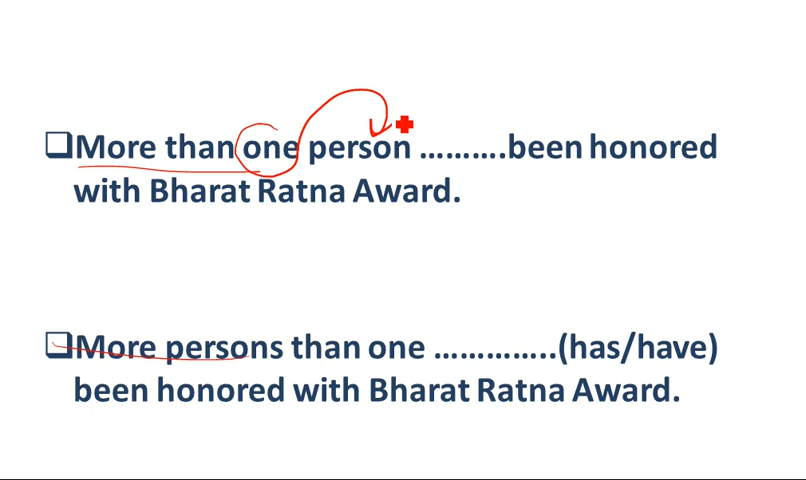 ❑More than one person ……….been honored
with Bharat Ratna Award.
❑More persons than one …………..(has/have)
been honored with Bharat Ratna Award.